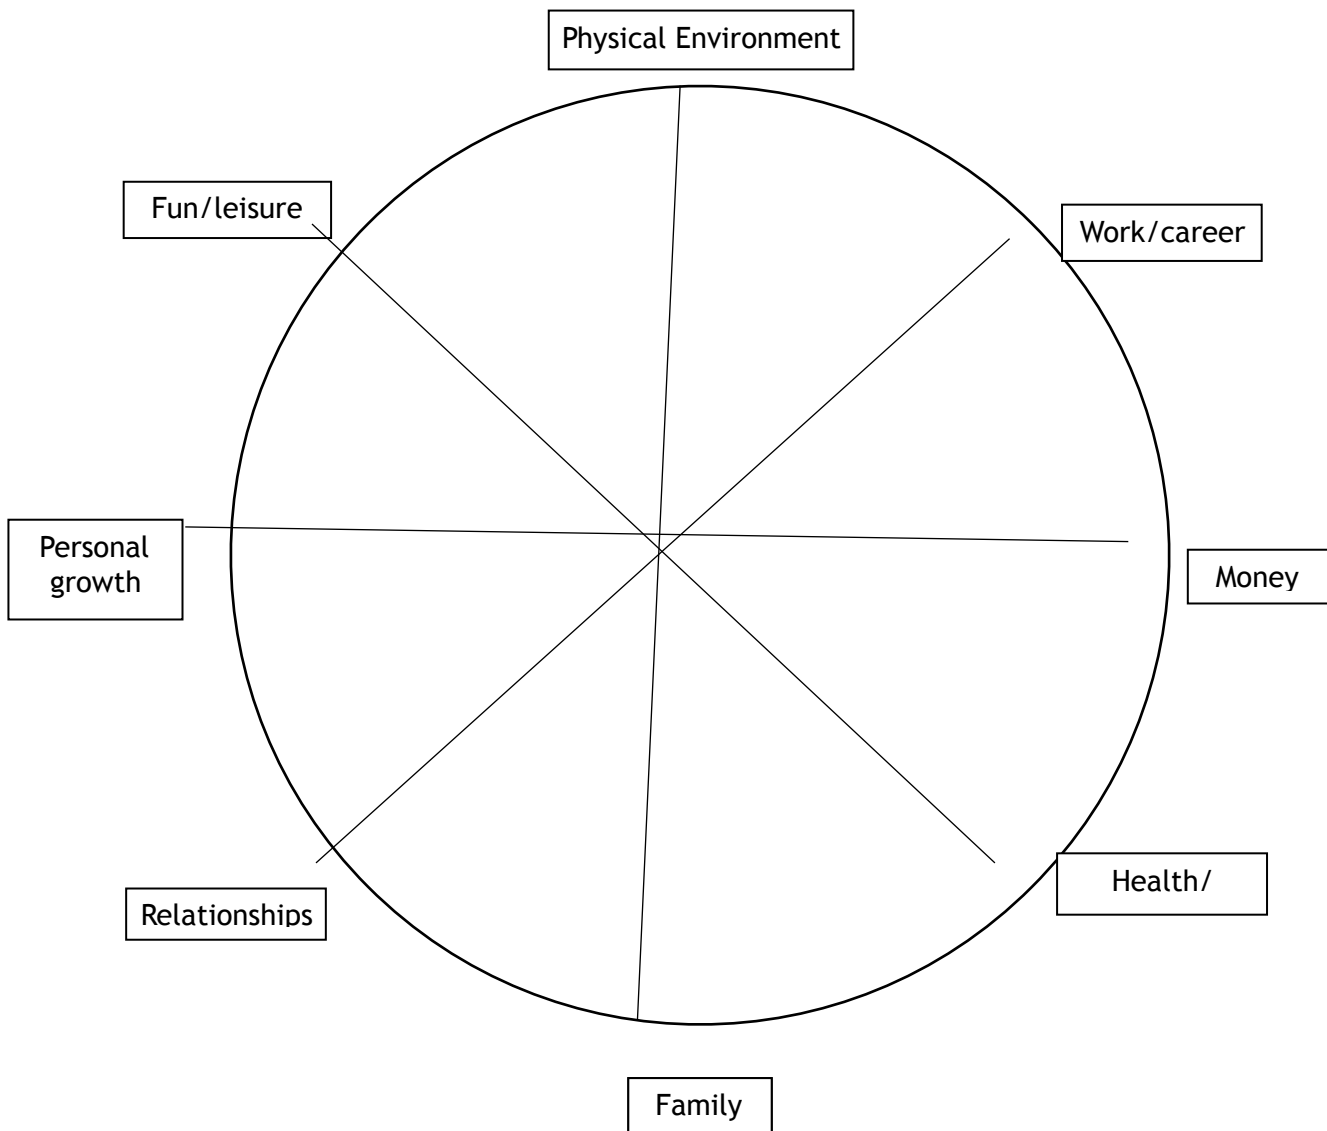 Physical Environment
Fun/leisure
Work/career
Personal
growth
Money
Health/
Relationships
Family